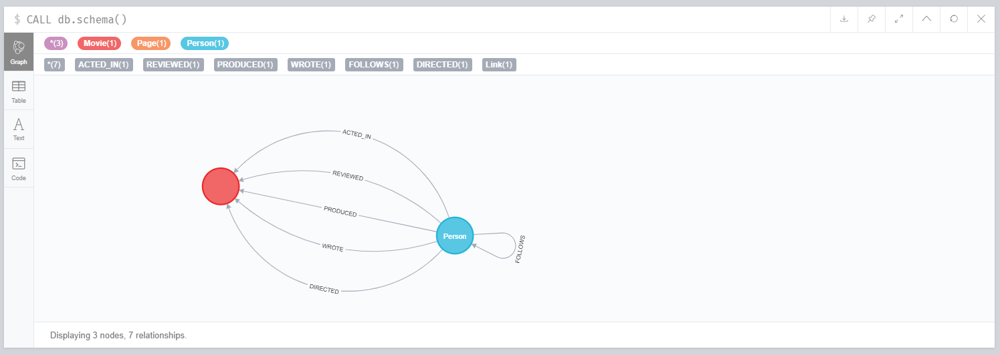 $ CALL db.schema()
Graph
*(3) Movie(1) Page(1) Person(1)
*(7) ACTED_IN(1) REVIEWED(1) PRODUCED(1) WROTE(1) FOLLOWS(1) DIRECTED(1) Link(1)
Table
Text
Code
ACTED_IN
REVIEWED
PRODUCED
WROTE
DIRECTED
Person
FOLLOWS
Displaying 3 nodes, 7 relationships.